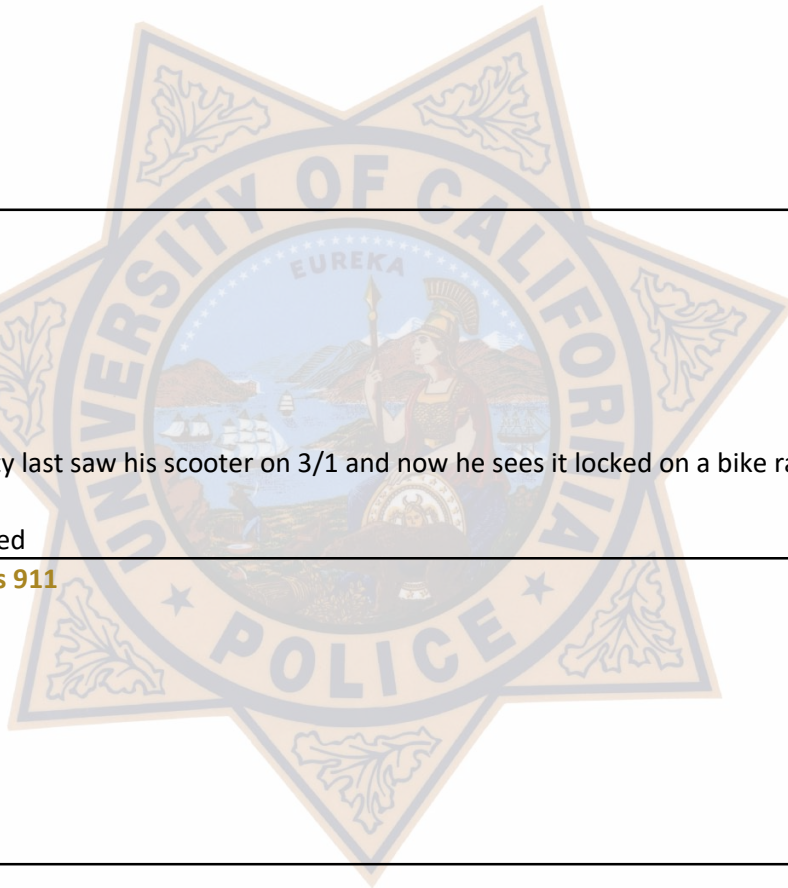 UNIVERSITY OF CALIFORNIA
EUREKA
ty last saw his scooter on 3/1 and now he sees it locked on a bike ra
ed
s 911
POLICE